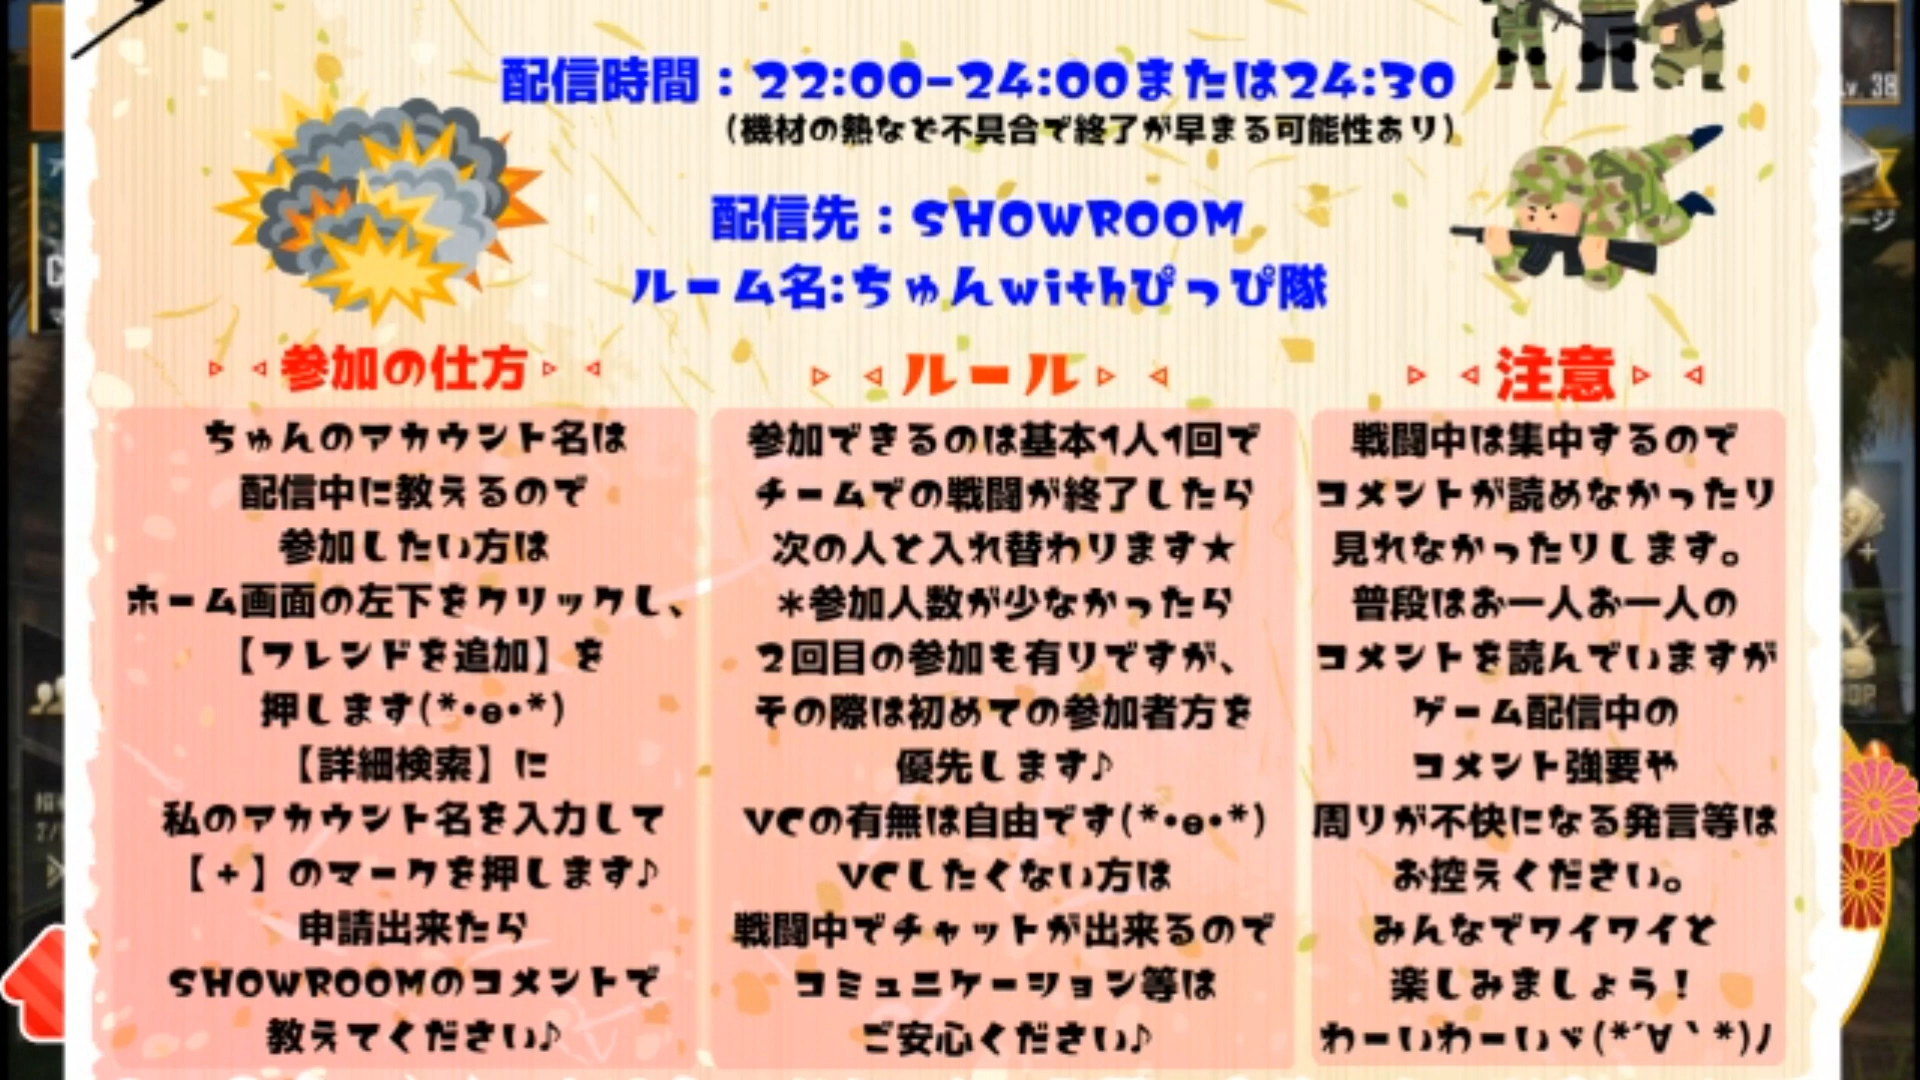 配信時間：22:00-24:00または24:30
（機材の熱など不具合で終了が早まる可能性あり）
配信先：SHOWROOM
ルーム名:ちゅんwithぴっぴ隊
参加の仕方
ちゅんのアカウント名は
配信中に教えるので
参加したい方は
ホーム画面の左下をクリックし、
【フレンドを追加】を
押します(*•ɵ•*)
【詳細検索】に
私のアカウント名を入力して
【+】のマークを押します♪
申請出来たら
SHOWROOMのコメントで
教えてください♪
ルール
参加できるのは基本1人1回で
チームでの戦闘が終了したら
次の人と入れ替わります★
＊参加人数が少なかったら
2回目の参加も有りですが、
その際は初めての参加者方を
優先します♪
VCの有無は自由です(*•ɵ•*)
VCしたくない方は
戦闘中でチャットが出来るので
コミュニケーション等は
ご安心ください♪
注意
戦闘中は集中するので
コメントが読めなかったり
見れなかったりします。
普段はお一人お一人の
コメントを読んでいますが
ゲーム配信中の
コメント強要や
周りが不快になる発言等は
お控えください。
みんなでワイワイと
楽しみましょう！
わーいわーいヾ(*´∀｀*)ﾉ
Lv. 38